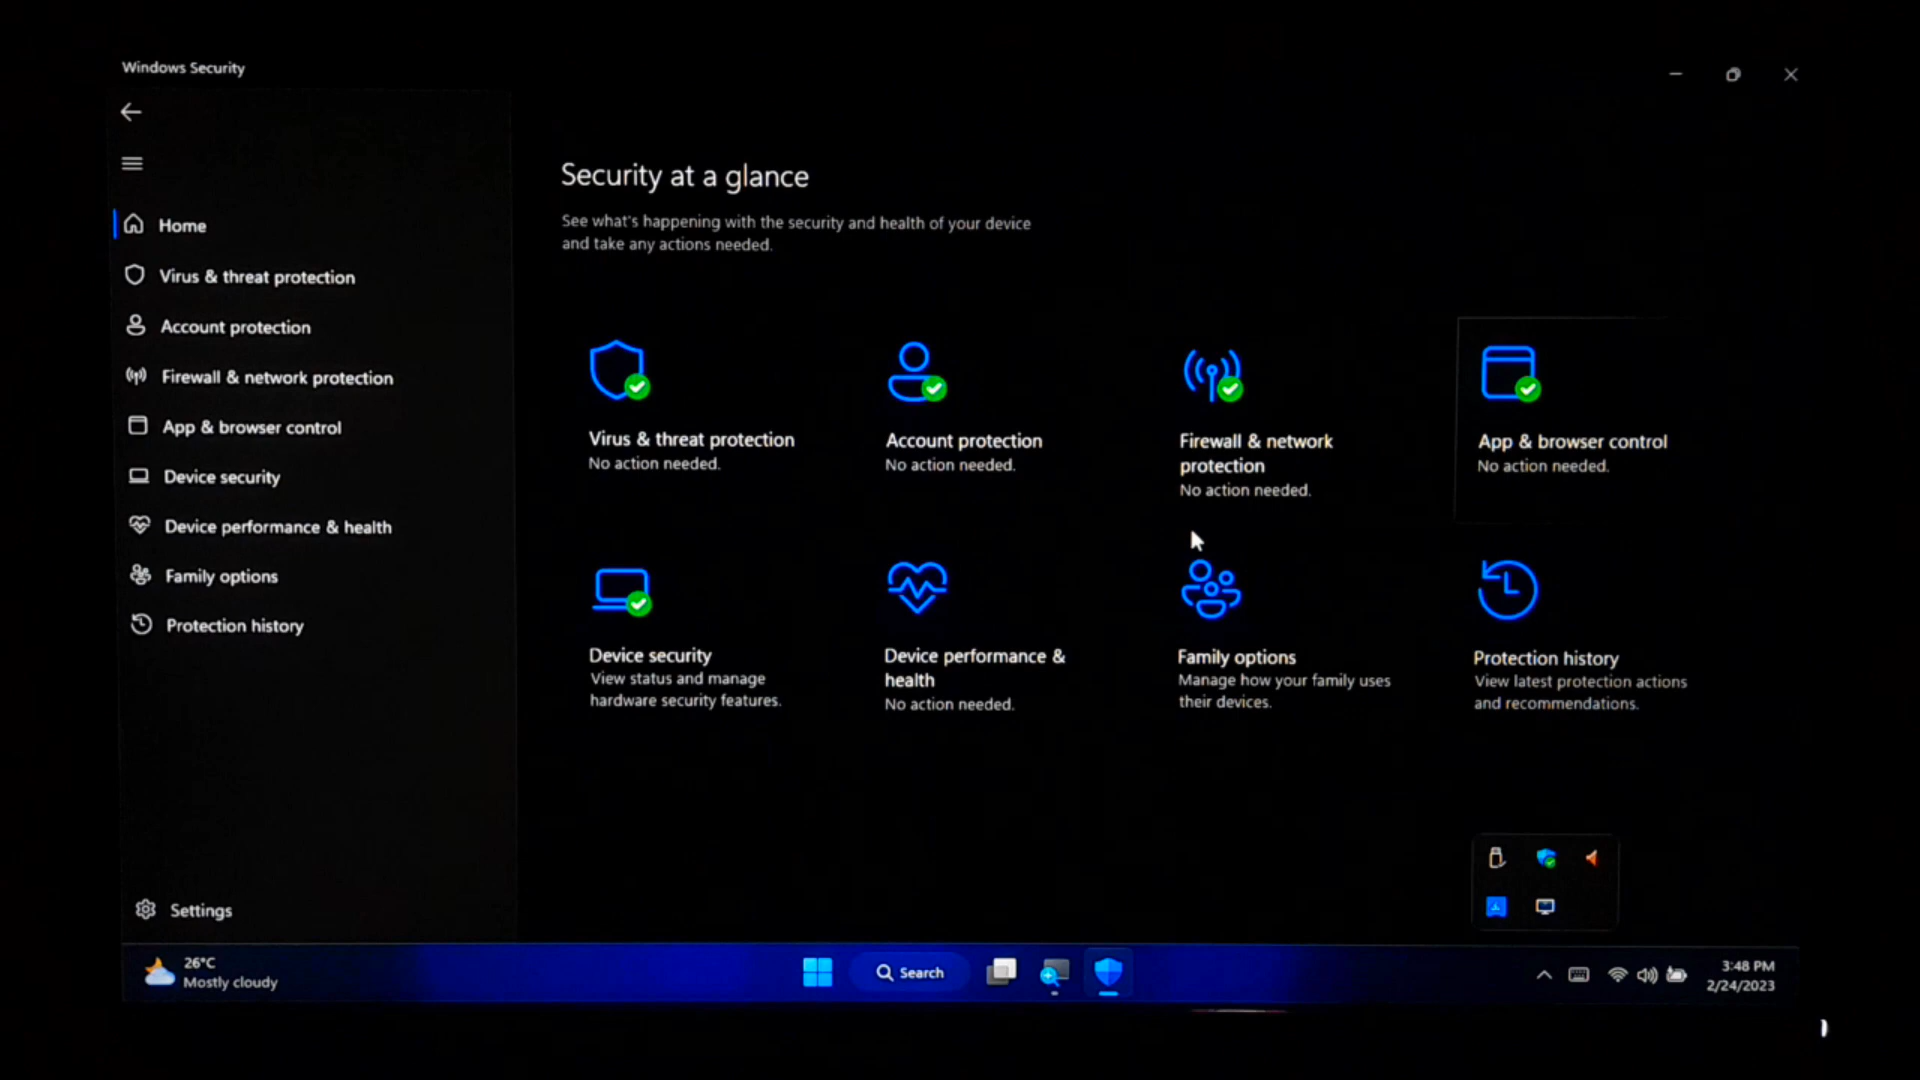 Windows Security
Home
Virus & threat protection
Account protection
Firewall & network protection
App & browser control
Device security
Device performance & health
Family options
Protection history
Settings
Security at a glance
See what's happening with the security and health of your device
and take any actions needed.
Virus & threat protection
No action needed.
Account protection
No action needed.
Firewall & network
protection
No action needed.
App & browser control
No action needed.
Device security
View status and manage
hardware security features.
Device performance &
health
No action needed.
Family options
Manage how your family uses
their devices.
Protection history
View latest protection actions
and recommendations.
26°C
Mostly cloudy
Search
3:48 PM
2/24/2023